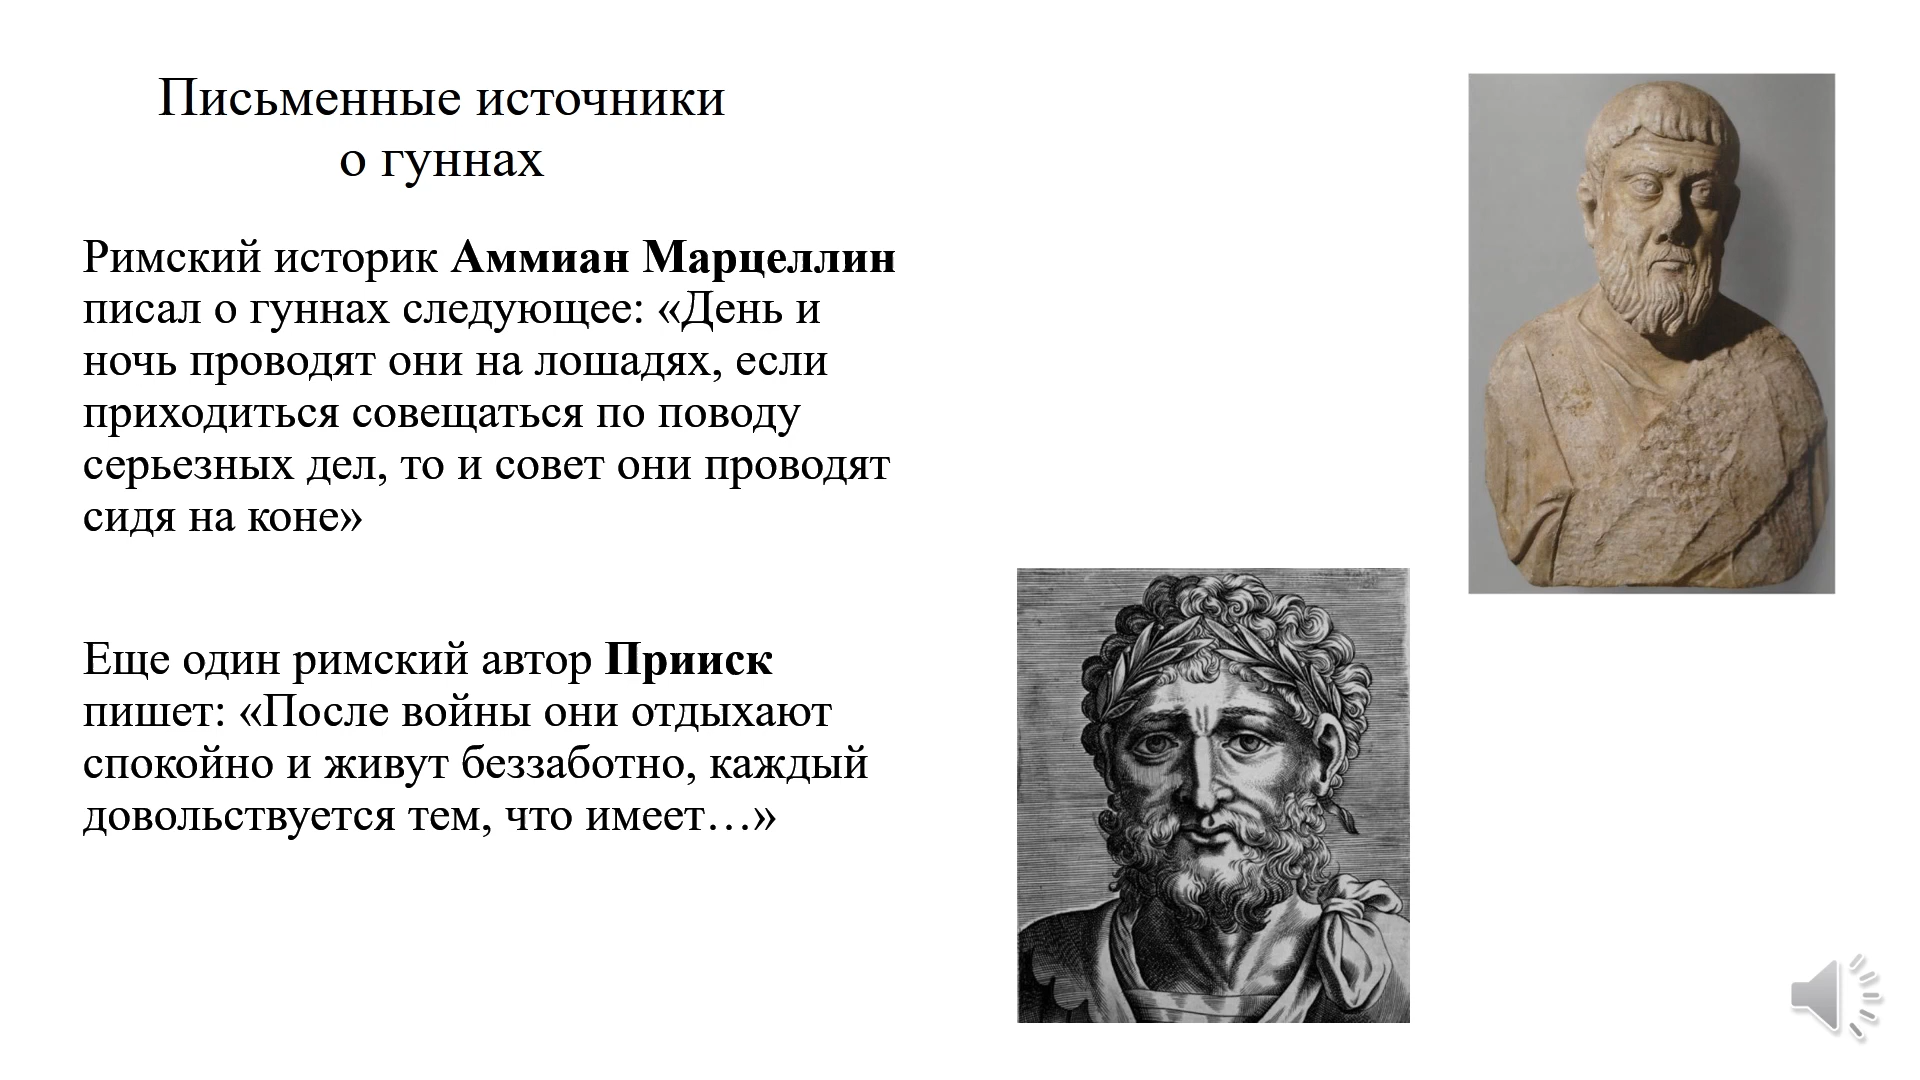 Письменные источники
о гуннах
Римский историк Аммиан Марцеллин
писал о гуннах следующее: «День и
ночь проводят они на лошадях, если
приходиться совещаться по поводу
серьезных дел, то и совет они проводят
сидя на коне»
Еще один римский автор Прииск
пишет: «После войны они отдыхают
спокойно и живут беззаботно, каждый
довольствуется тем, что имеет…»